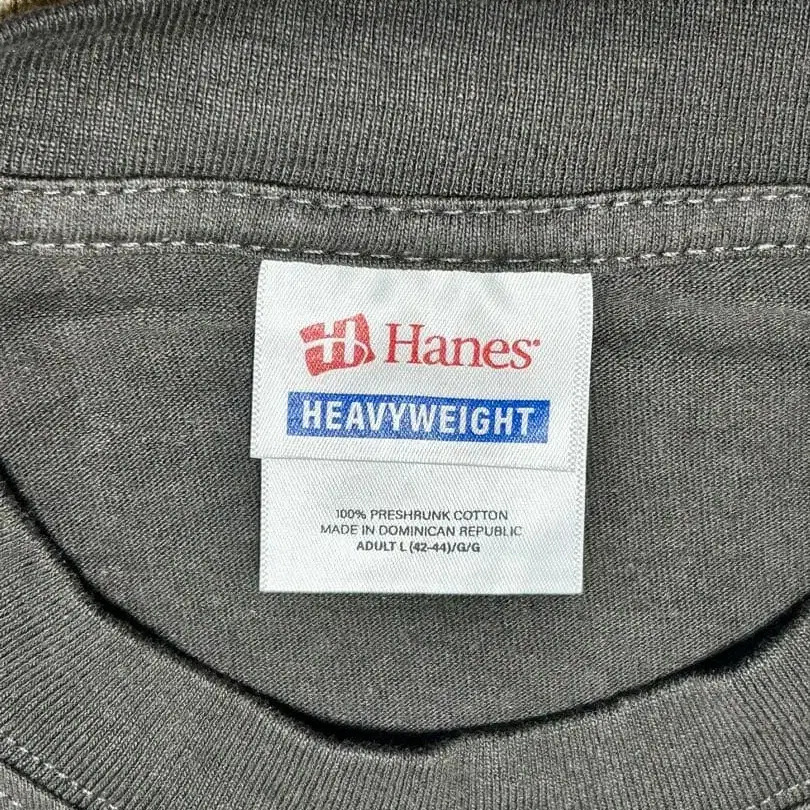 Hanes®
HEAVYWEIGHT
100% PRESHRUNK COTTON
MADE IN DOMINICAN REPUBLIC
ADULT L (42-44)/G/G